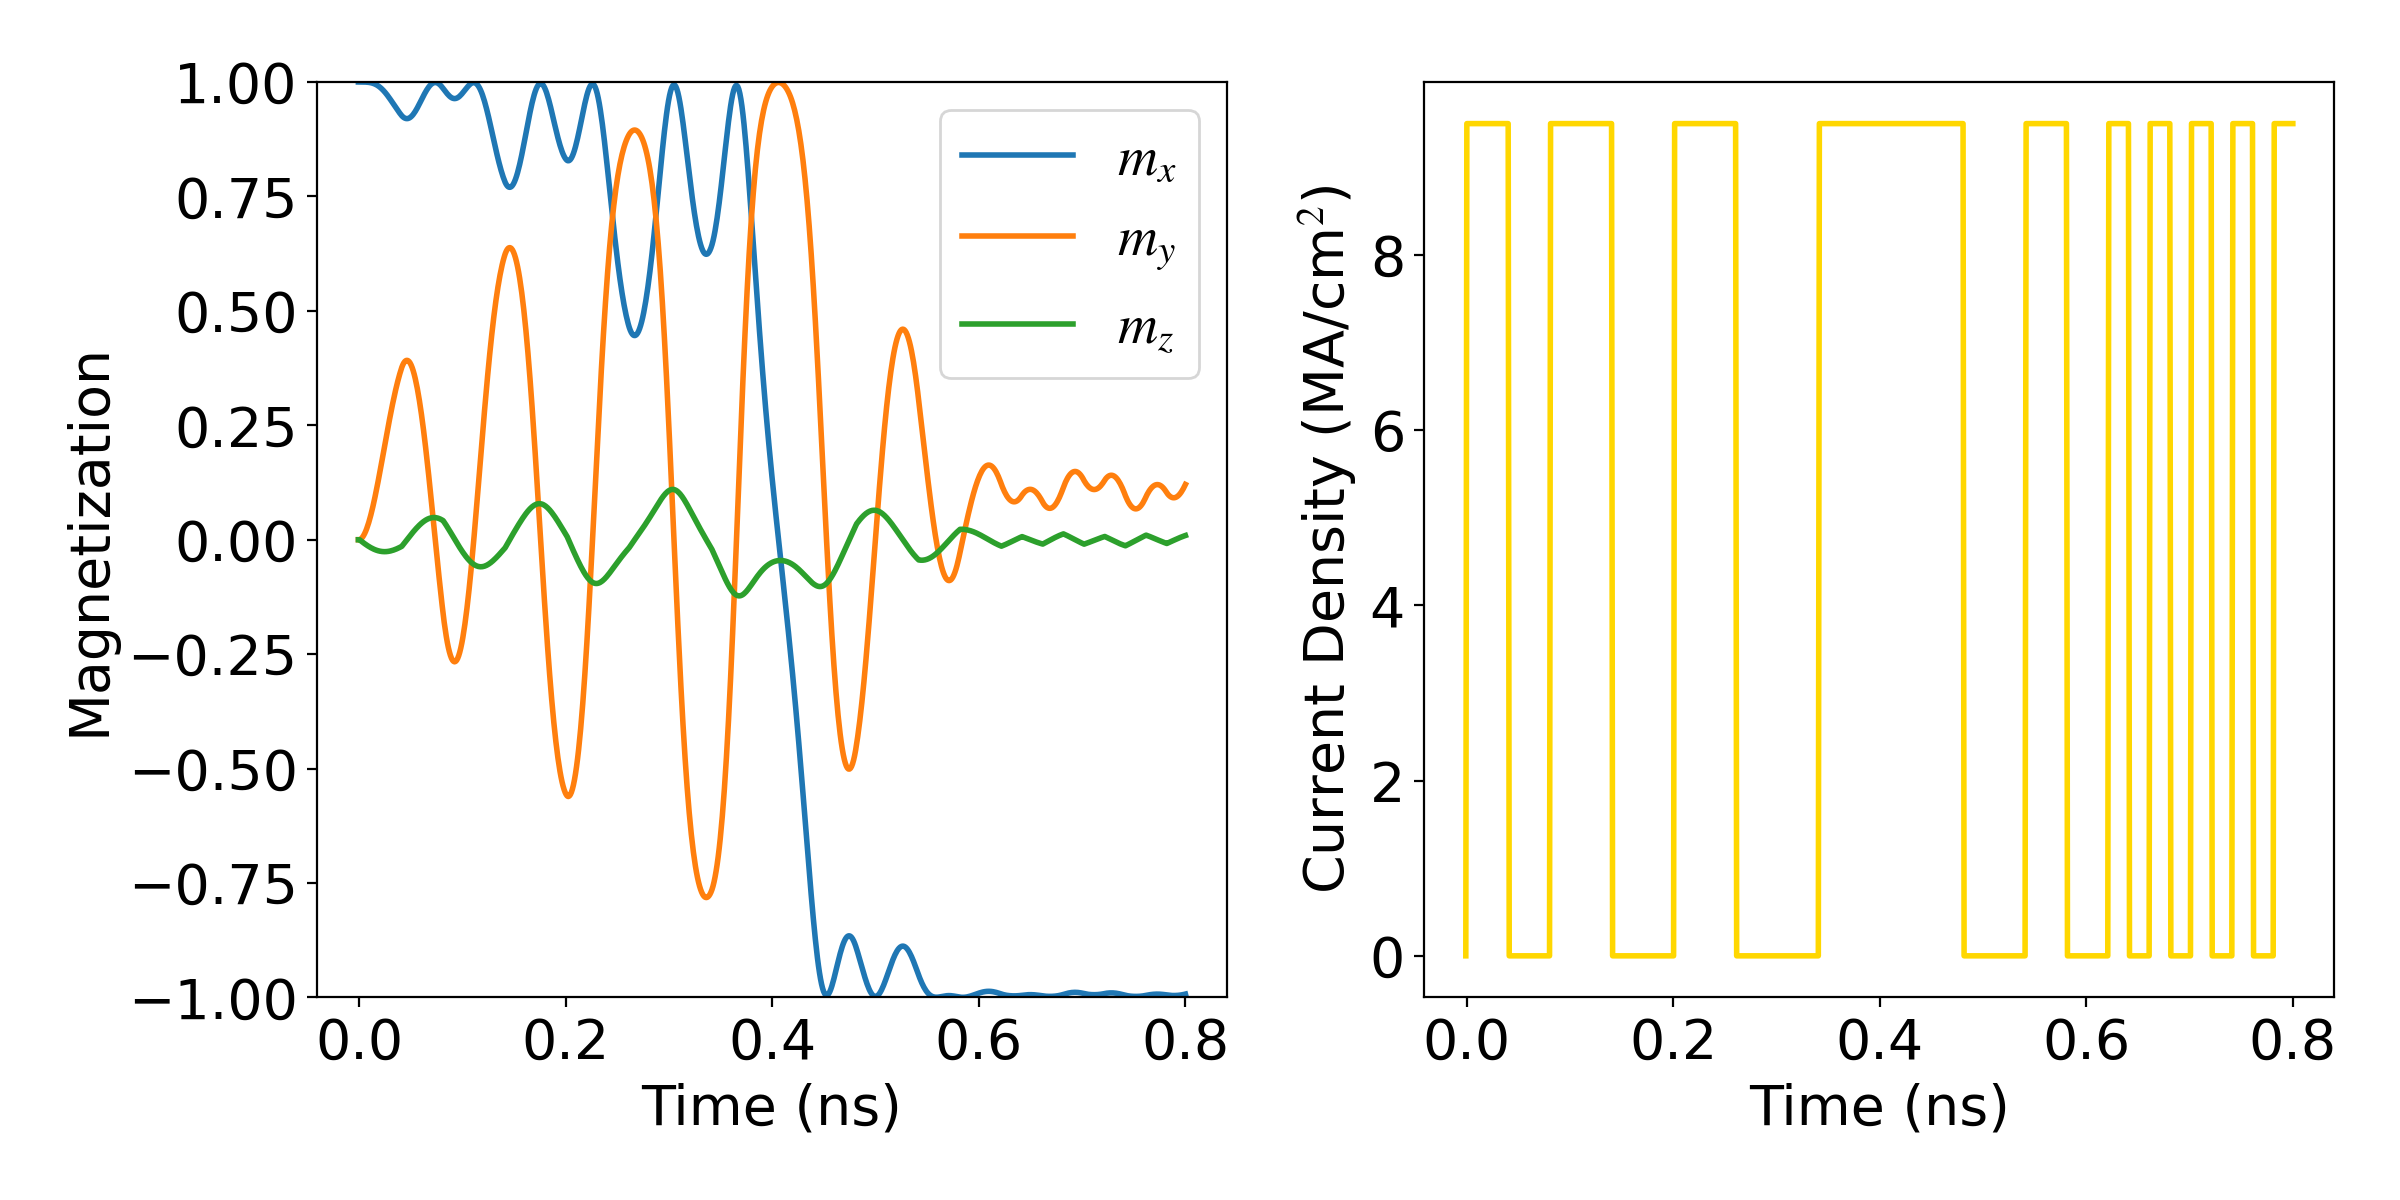 1.00
0.75
0.50
0.25
0.00
−0.25
−0.50
−0.75
−1.00
Magnetization
0.0 0.2 0.4 0.6 0.8
Time (ns)
mₓ
m_y
m_z
8
6
4
2
0
Current Density (MA/cm²)
0.0 0.2 0.4 0.6 0.8
Time (ns)